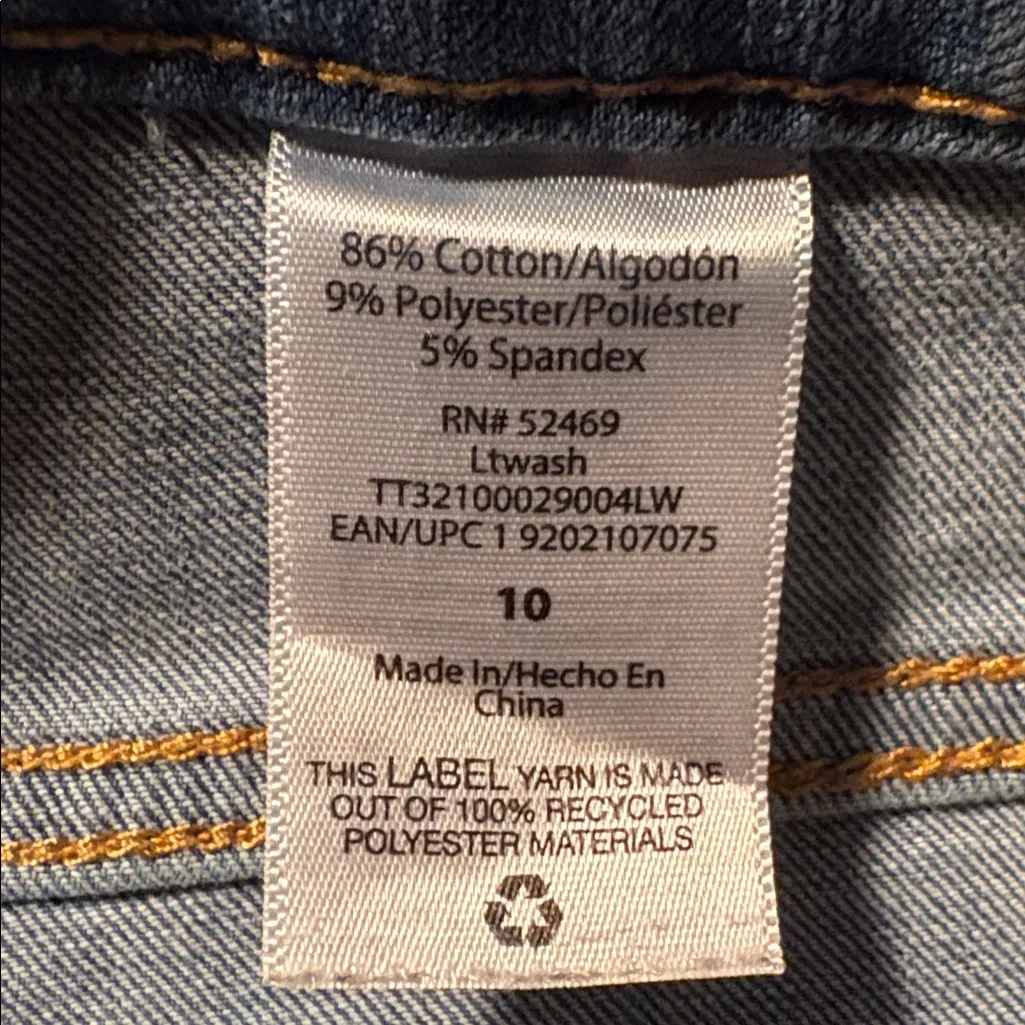 86% Cotton/Algodón
9% Polyester/Poliéster
5% Spandex
RN# 52469
Ltwash
TT32100029004LW
EAN/UPC 1 9202107075
10
Made In/Hecho En
China
THIS LABEL YARN IS MADE
OUT OF 100% RECYCLED
POLYESTER MATERIALS